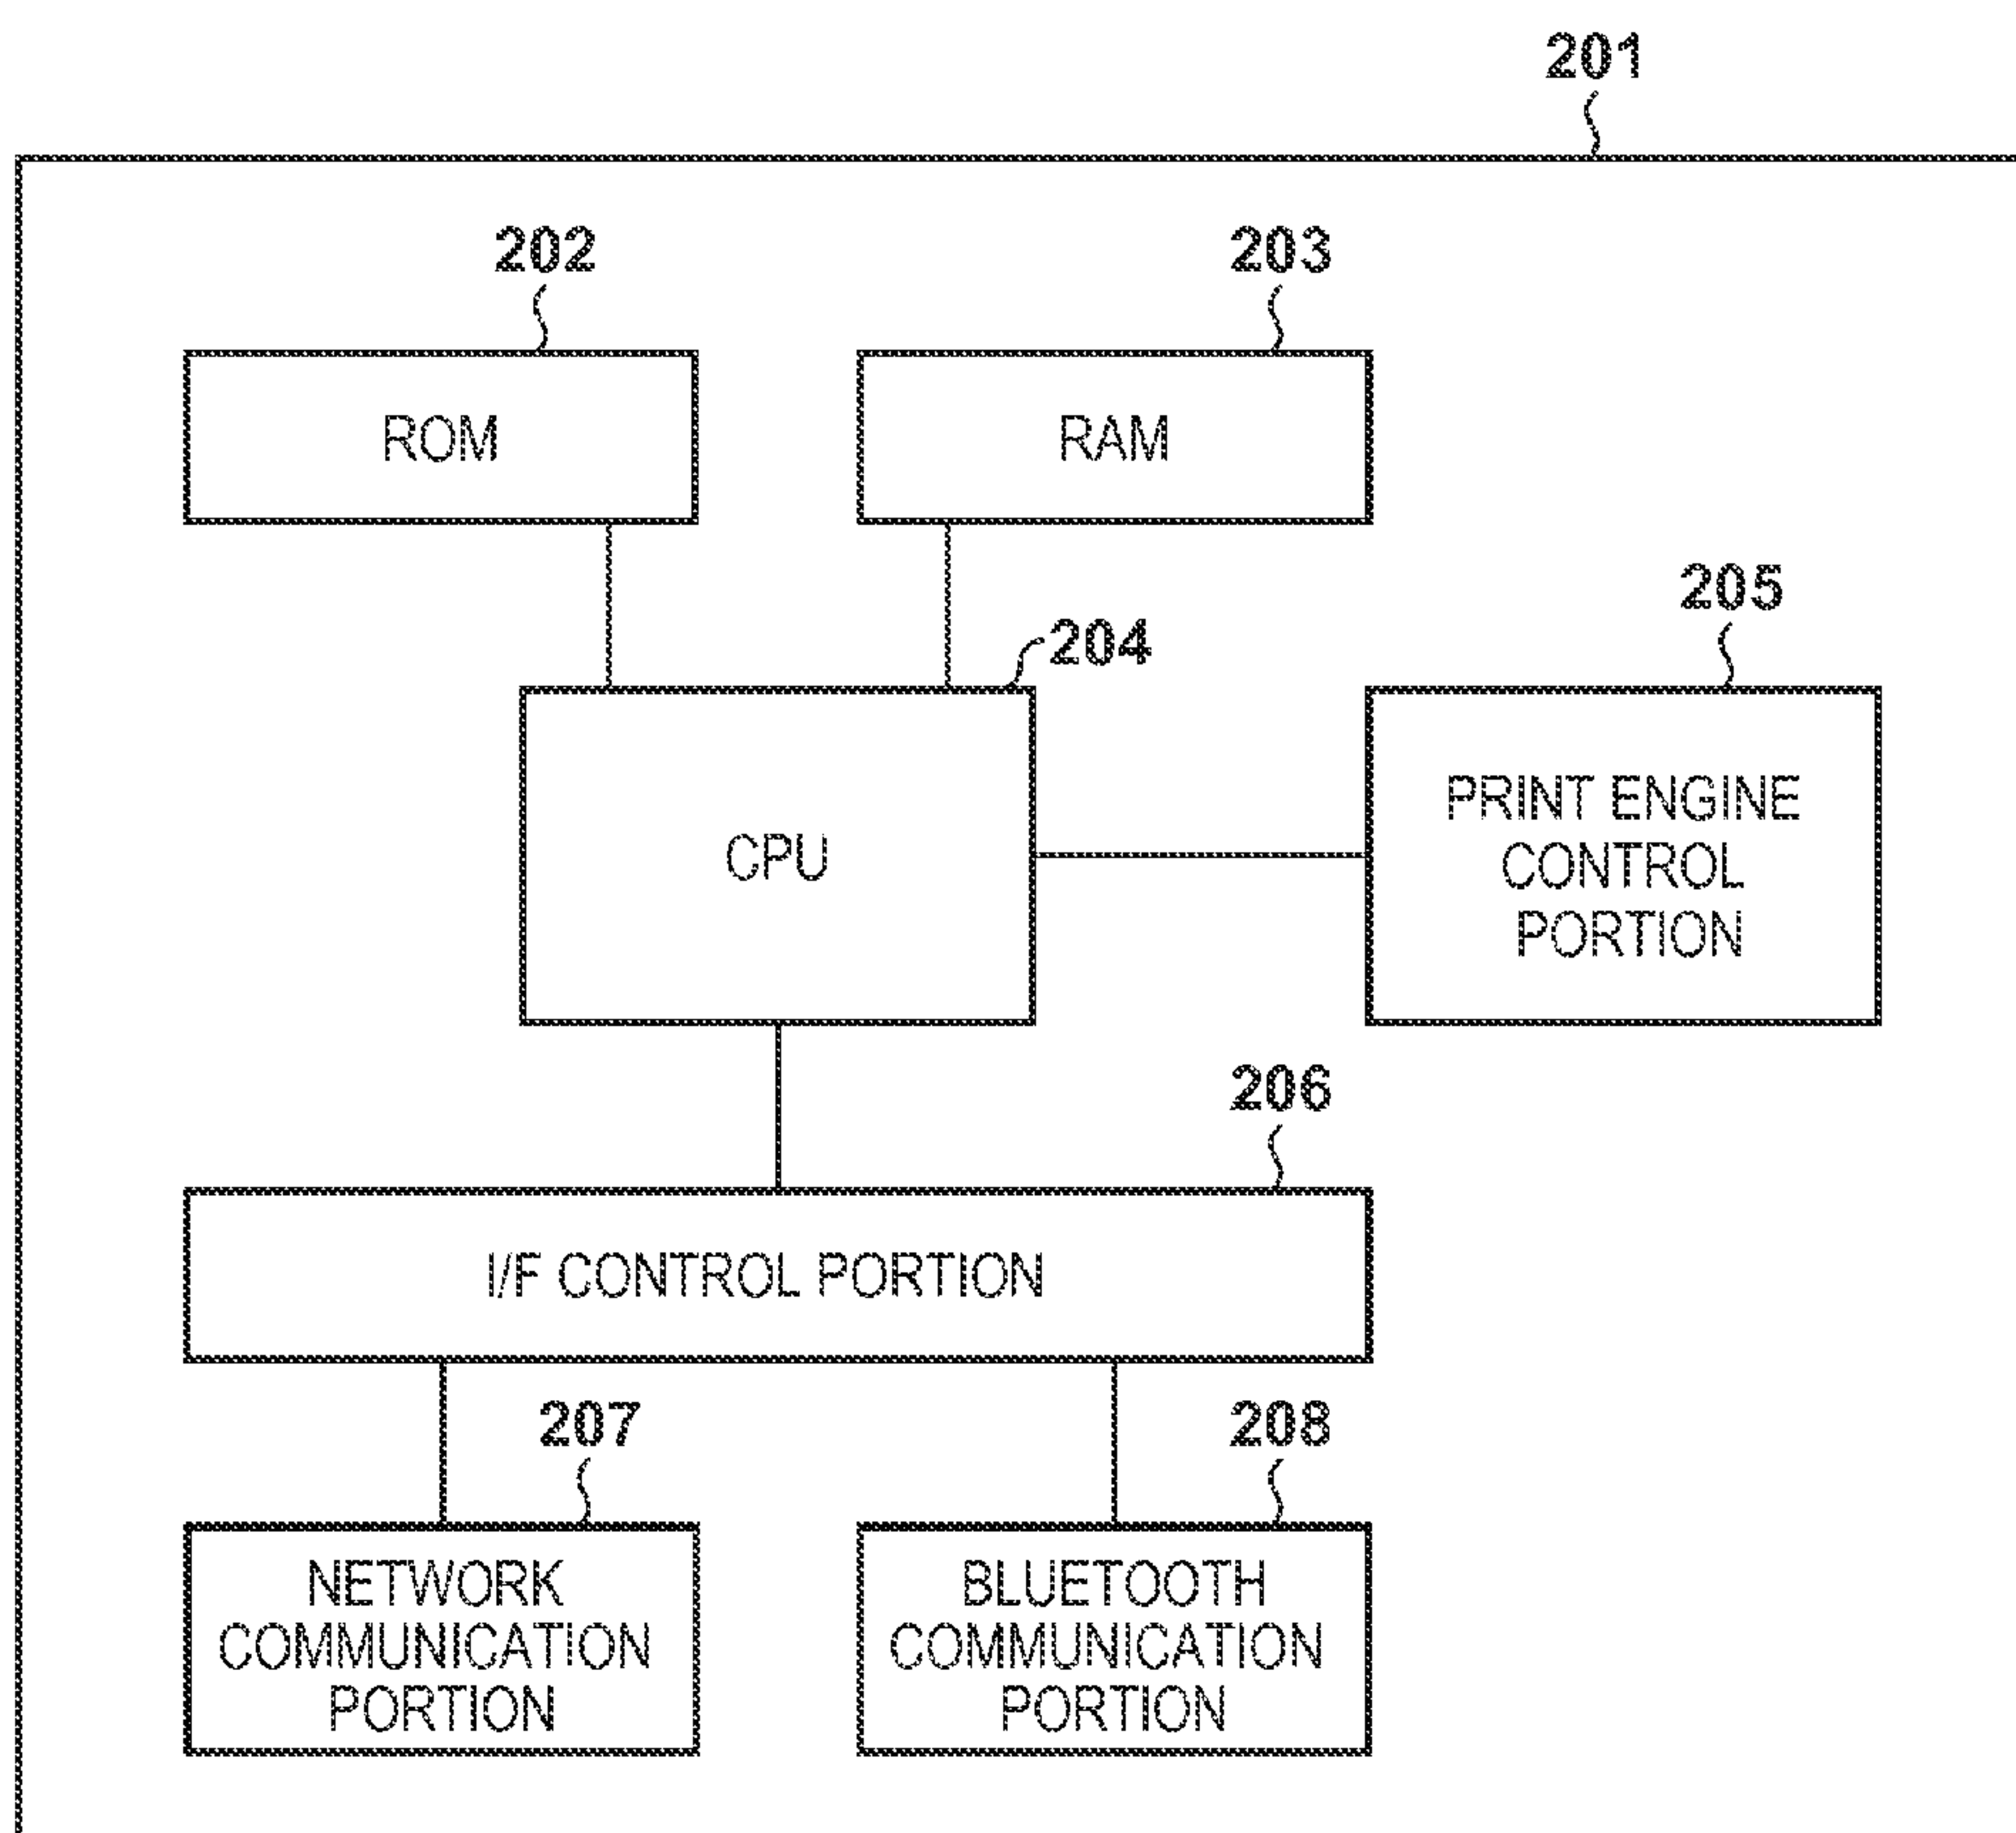 201
202
203
ROM
RAM
204
205
CPU
PRINT ENGINE
CONTROL
PORTION
206
I/F CONTROL PORTION
207
208
NETWORK
COMMUNICATION
PORTION
BLUETOOTH
COMMUNICATION
PORTION